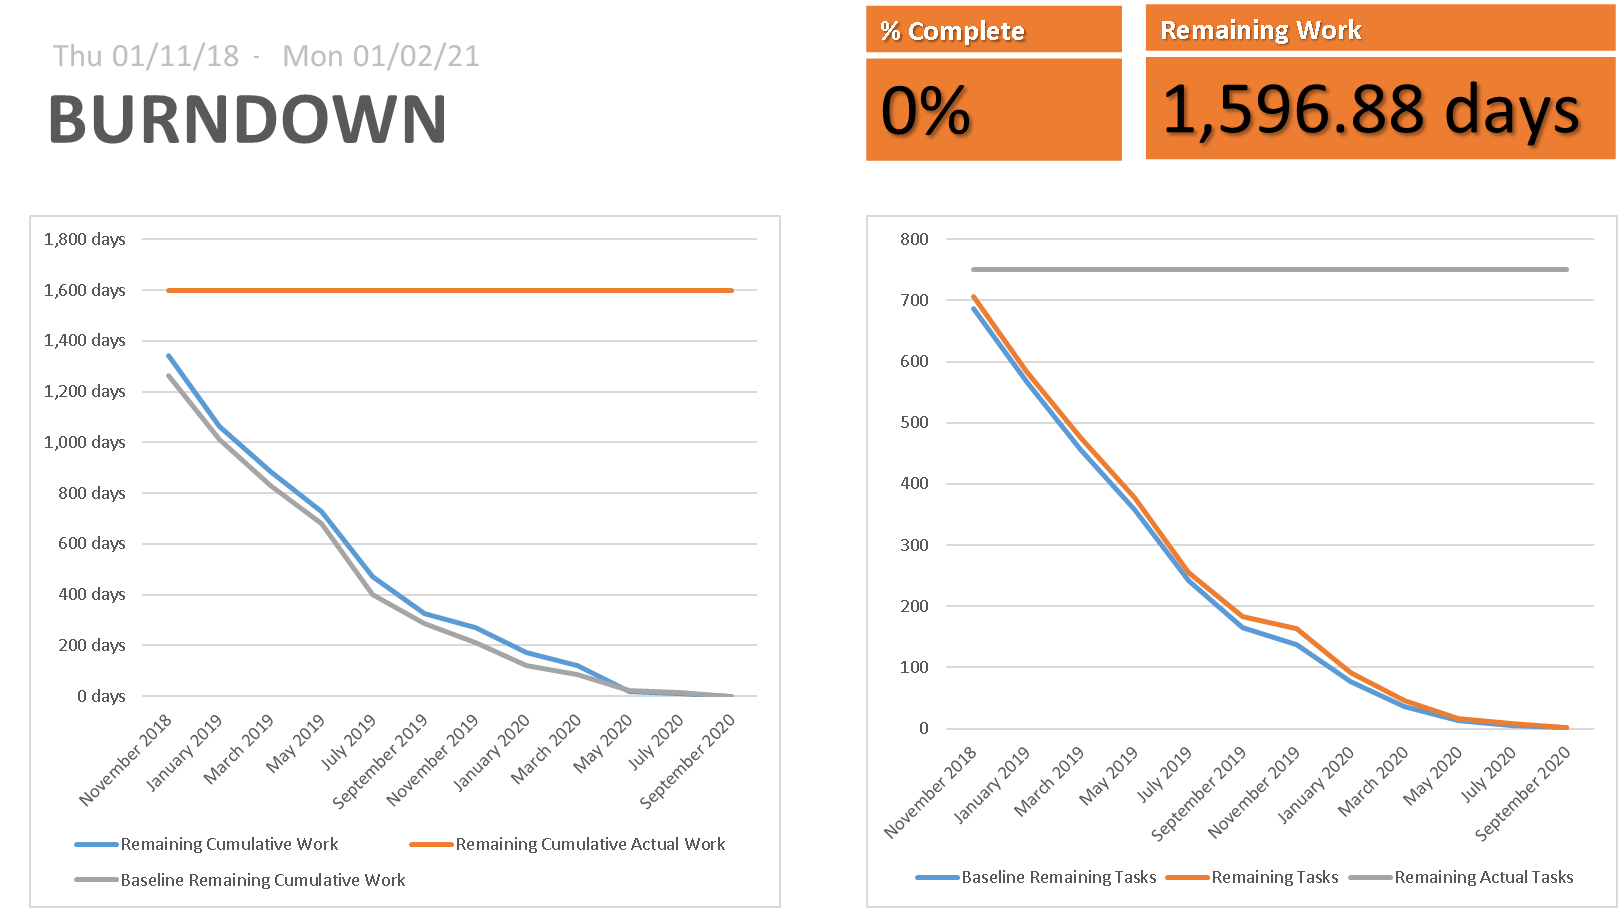 Thu 01/11/18 - Mon 01/02/21
BURNDOWN
% Complete
0%
Remaining Work
1,596.88 days
1,800 days
1,600 days
1,400 days
1,200 days
1,000 days
800 days
600 days
400 days
200 days
0 days
November 2018
January 2019
March 2019
May 2019
July 2019
September 2019
November 2019
January 2020
March 2020
May 2020
July 2020
September 2020
Remaining Cumulative Work
Remaining Cumulative Actual Work
Baseline Remaining Cumulative Work
800
700
600
500
400
300
200
100
0
November 2018
January 2019
March 2019
May 2019
July 2019
September 2019
November 2019
January 2020
March 2020
May 2020
July 2020
September 2020
Baseline Remaining Tasks
Remaining Tasks
Remaining Actual Tasks